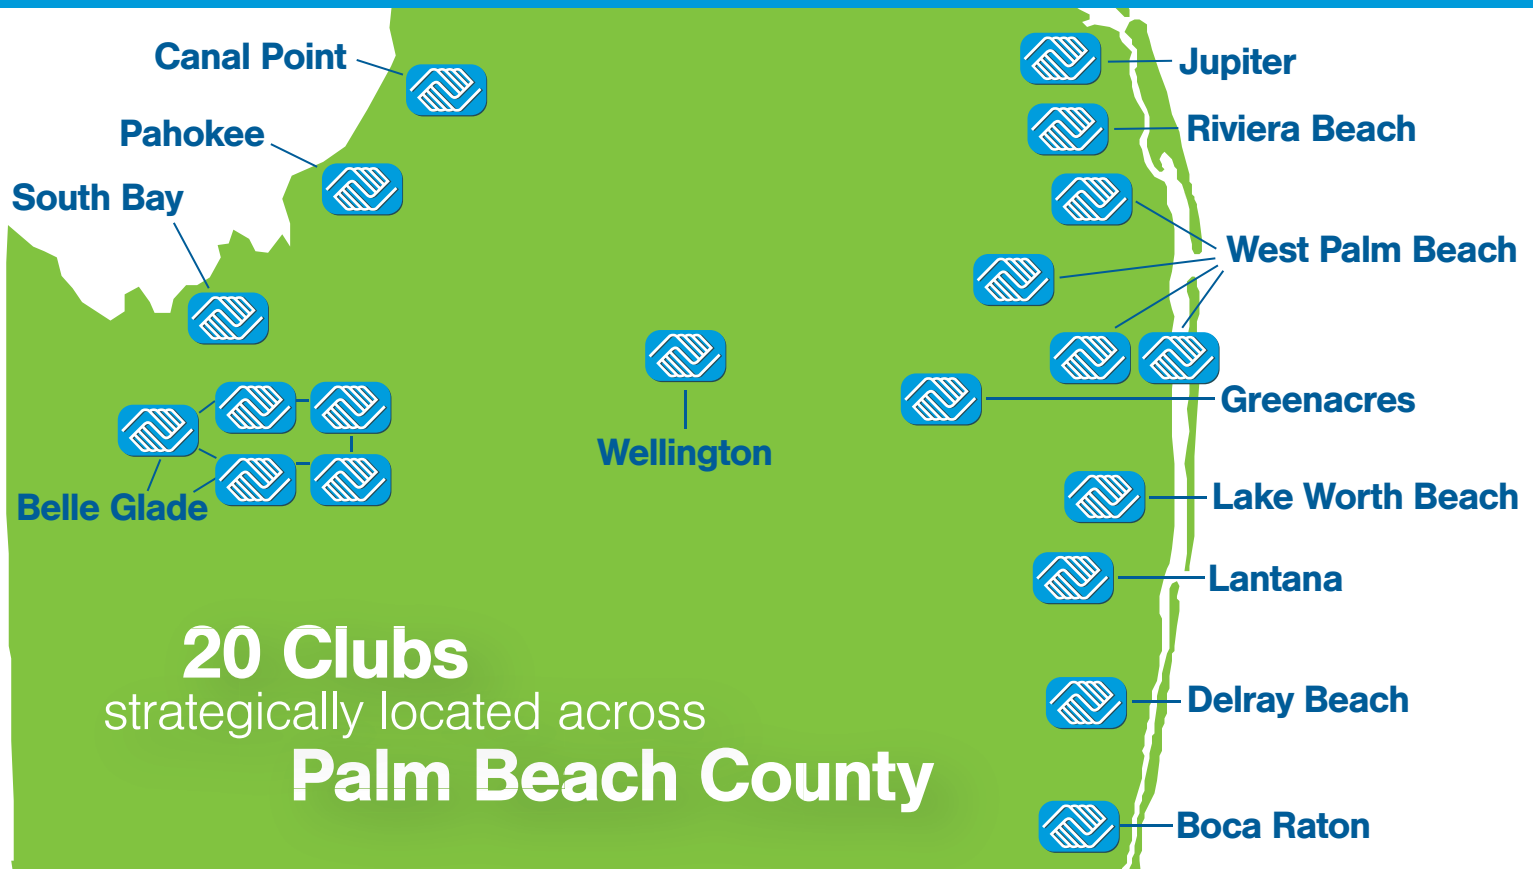 Canal Point
Jupiter
Pahokee
Riviera Beach
South Bay
West Palm Beach
Greenacres
Wellington
Belle Glade
Lake Worth Beach
Lantana
20 Clubs
strategically located across
Palm Beach County
Delray Beach
Boca Raton